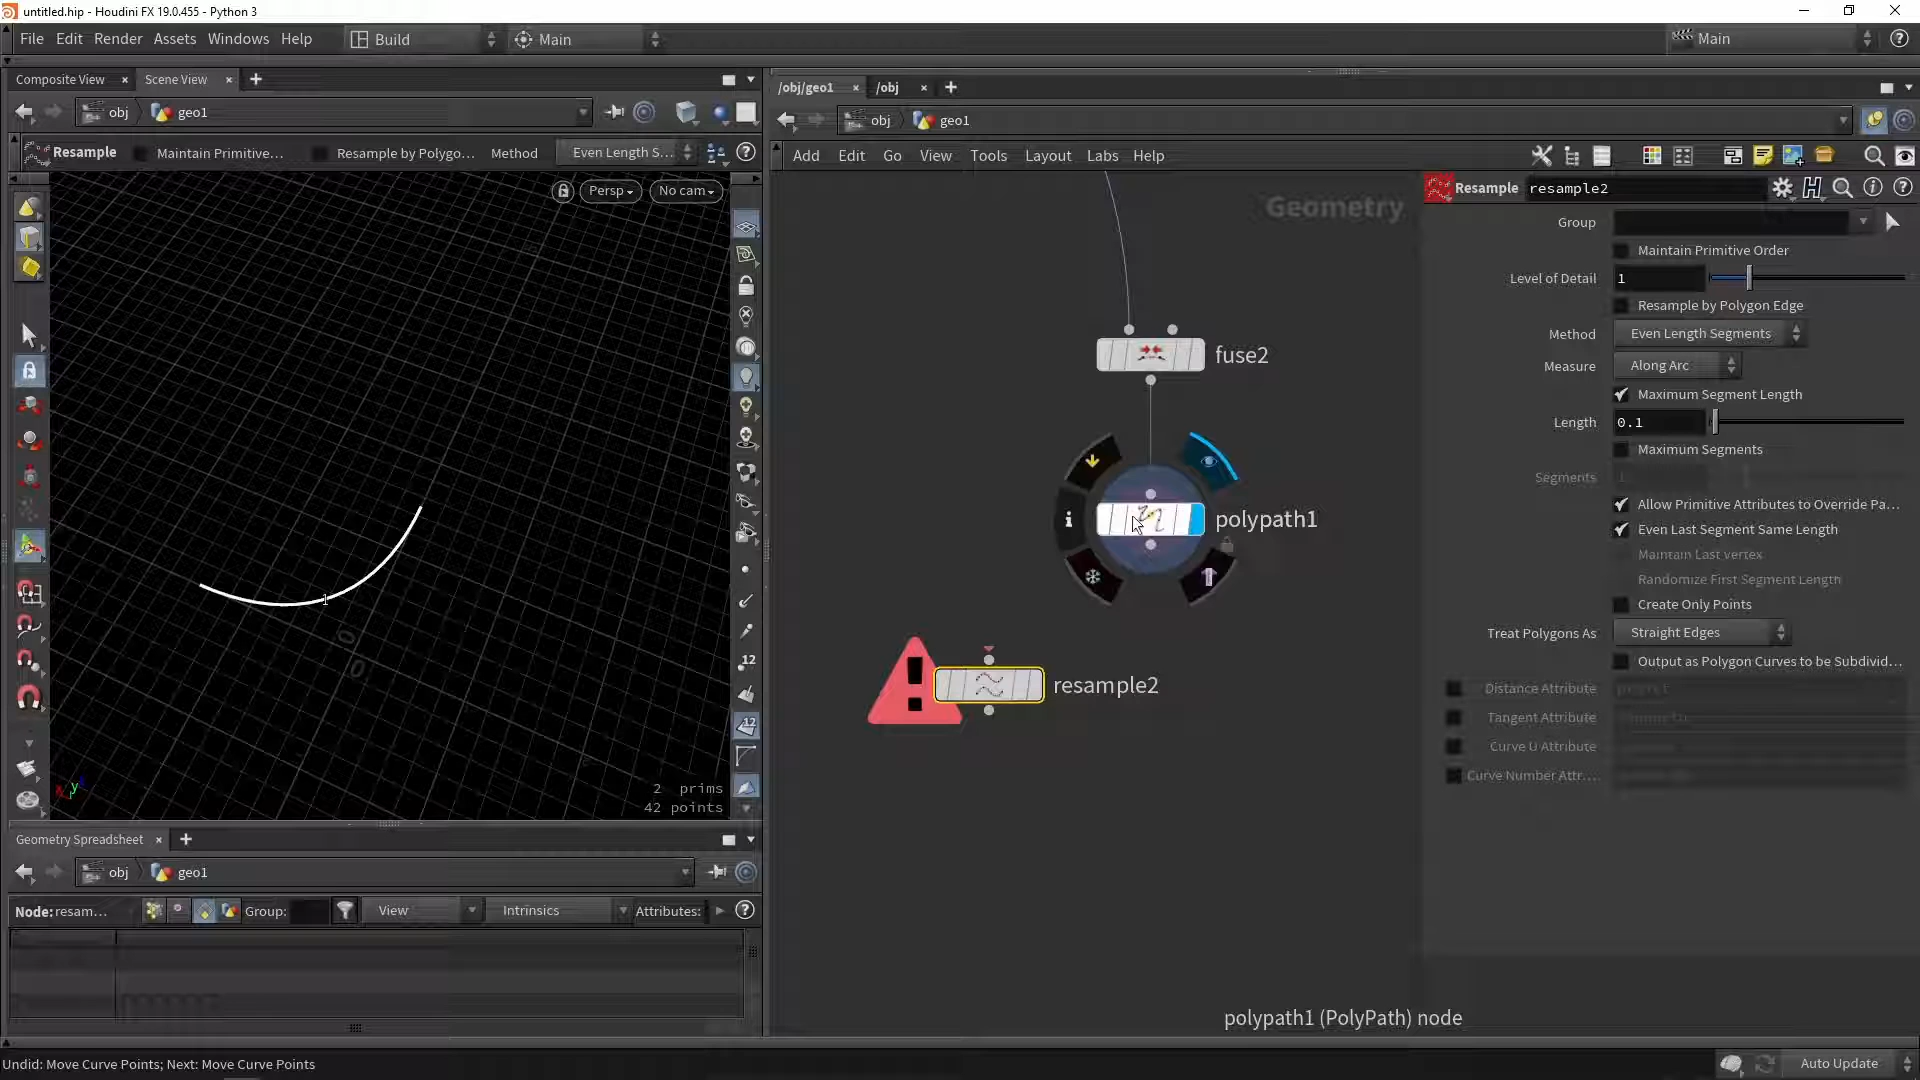 untitled.hip - Houdini FX 19.0.455 - Python 3
File Edit Render Assets Windows Help Build Main Main
Composite View Scene View
obj geo1
Resample Maintain Primitive... Resample by Polygo... Method Even Length S...
Persp No cam
1
0
0
12
12
2 prims
42 points
Geometry Spreadsheet
obj geo1
Node: resam... Group: View Intrinsics Attributes:
Undid: Move Curve Points; Next: Move Curve Points
/obj/geo1 /obj
obj geo1
Add Edit Go View Tools Layout Labs Help
Geometry
fuse2
polypath1
resample2
polypath1 (PolyPath) node
Resample resample2
Group
Maintain Primitive Order
Level of Detail 1
Resample by Polygon Edge
Method Even Length Segments
Measure Along Arc
Maximum Segment Length
Length 0.1
Maximum Segments
Segments
Allow Primitive Attributes to Override Pa...
Even Last Segment Same Length
Maintain Last vertex
Randomize First Segment Length
Create Only Points
Treat Polygons As Straight Edges
Output as Polygon Curves to be Subdivid...
Distance Attribute
Tangent Attribute
Curve U Attribute
Curve Number Attr...
Auto Update